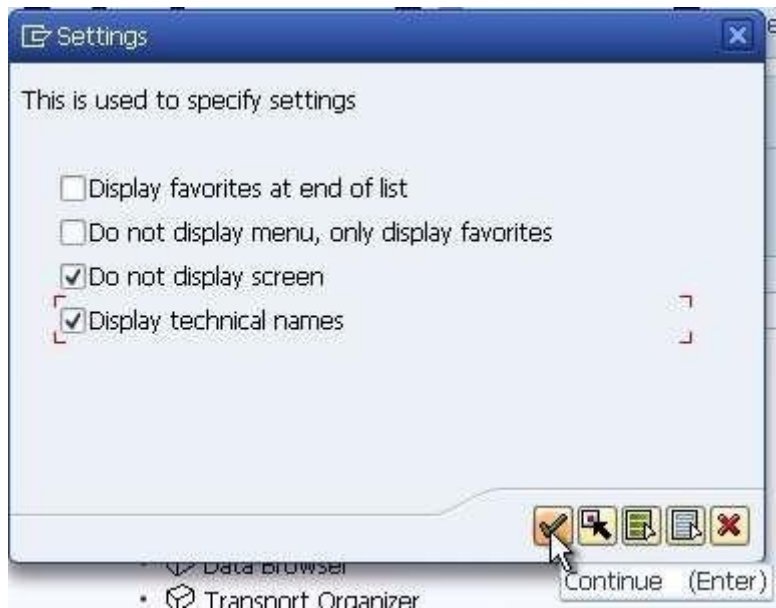 Settings
This is used to specify settings
Display favorites at end of list
Do not display menu, only display favorites
Do not display screen
Display technical names
Data Browser
Continue (Enter)
Transport Organizer